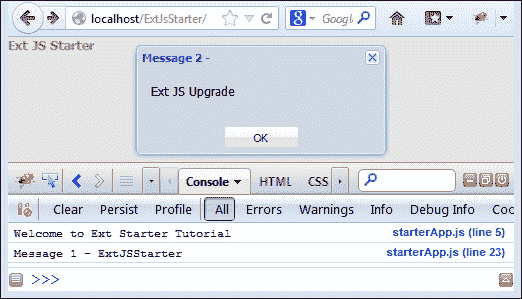 localhost/ExtJsStarter/
Google
Ext JS Starter
Message 2 -
Ext JS Upgrade
OK
Console HTML CSS
Clear Persist Profile All Errors Warnings Info Debug Info Coo
Welcome to Ext Starter Tutorial starterApp.js (line 5)
Message 1 - ExtJSStarter starterApp.js (line 23)
>>>